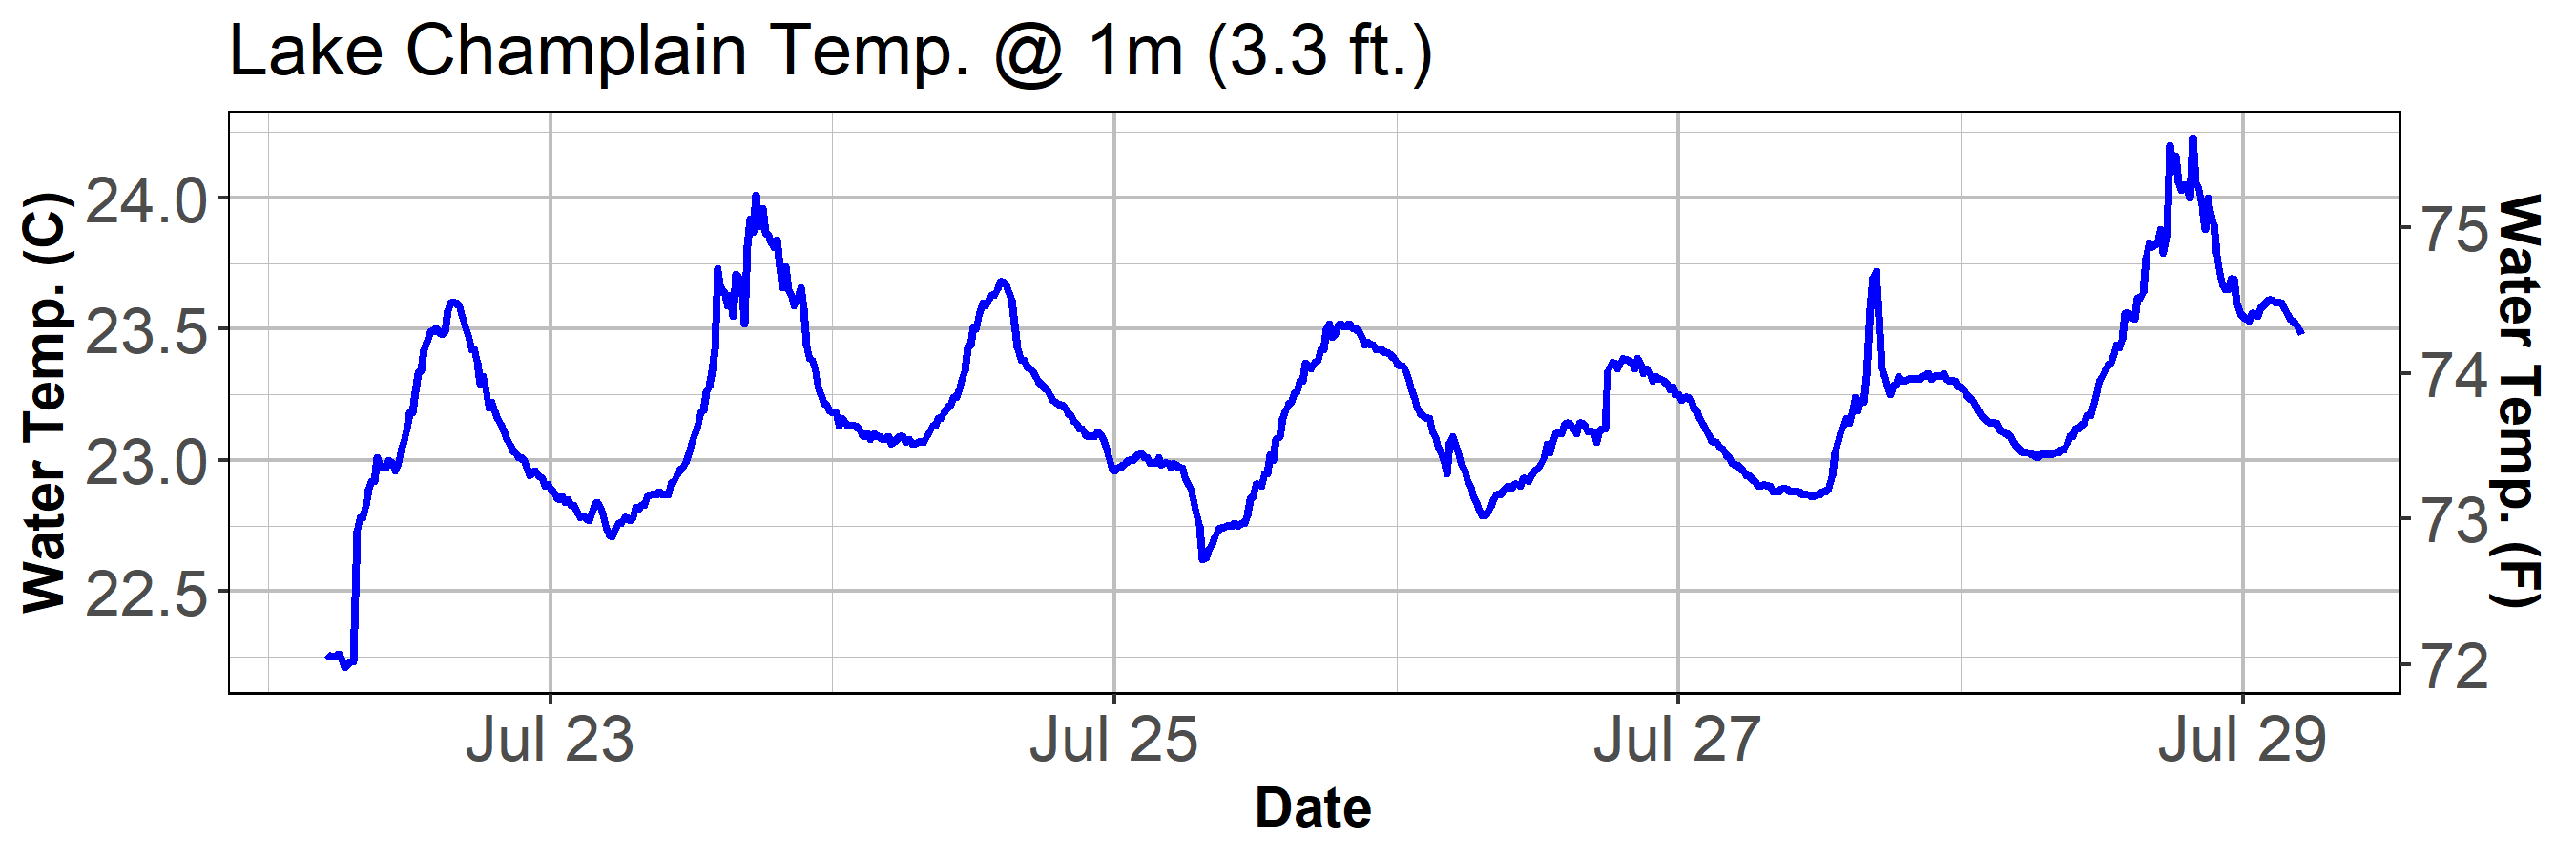 Lake Champlain Temp. @ 1m (3.3 ft.)
Water Temp. (C)
24.0
23.5
23.0
22.5
75
74
73
72
Water Temp. (F)
Jul 23 Jul 25 Jul 27 Jul 29
Date